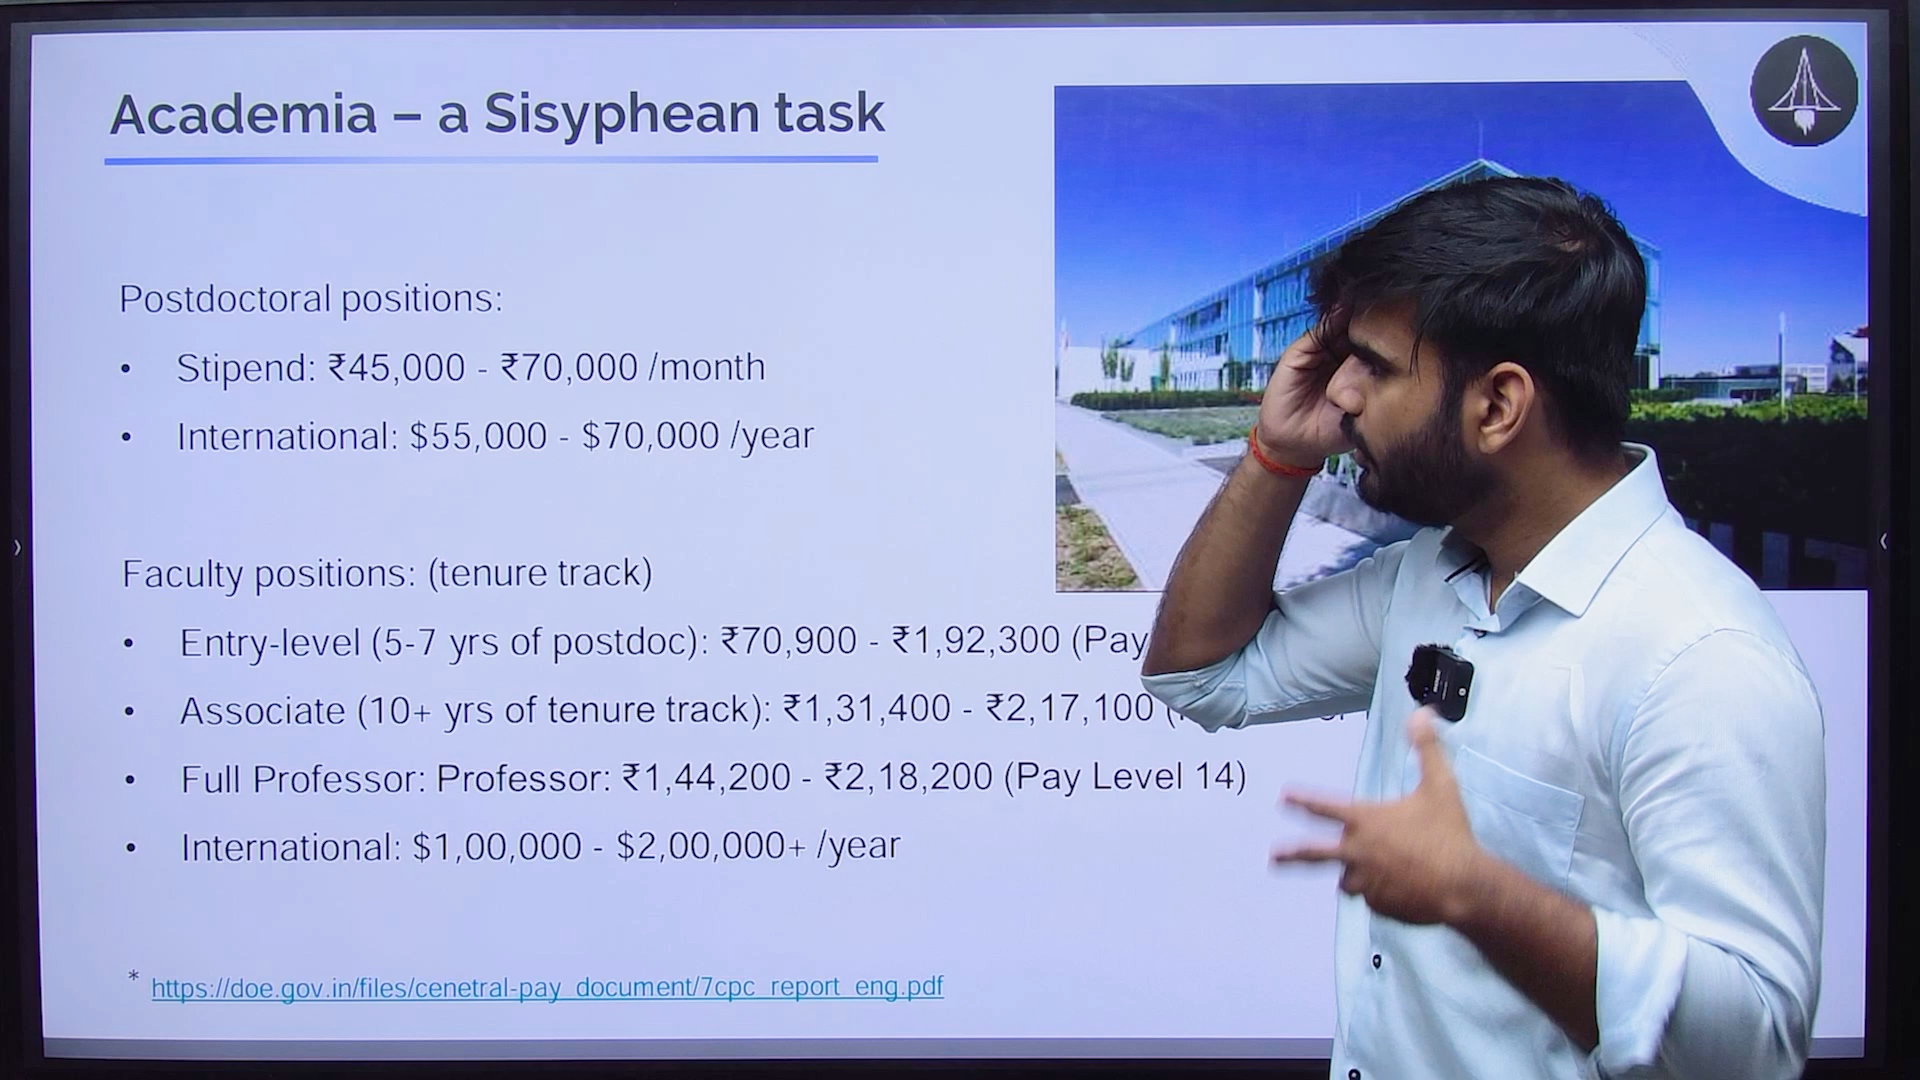 Academia – a Sisyphean task
Postdoctoral positions:
• Stipend: ₹45,000 - ₹70,000 /month
• International: $55,000 - $70,000 /year
Faculty positions: (tenure track)
• Entry-level (5-7 yrs of postdoc): ₹70,900 - ₹1,92,300 (Pay
• Associate (10+ yrs of tenure track): ₹1,31,400 - ₹2,17,100 (
• Full Professor: Professor: ₹1,44,200 - ₹2,18,200 (Pay Level 14)
• International: $1,00,000 - $2,00,000+ /year
* https://doe.gov.in/files/cenetral-pay_document/7cpc_report_eng.pdf